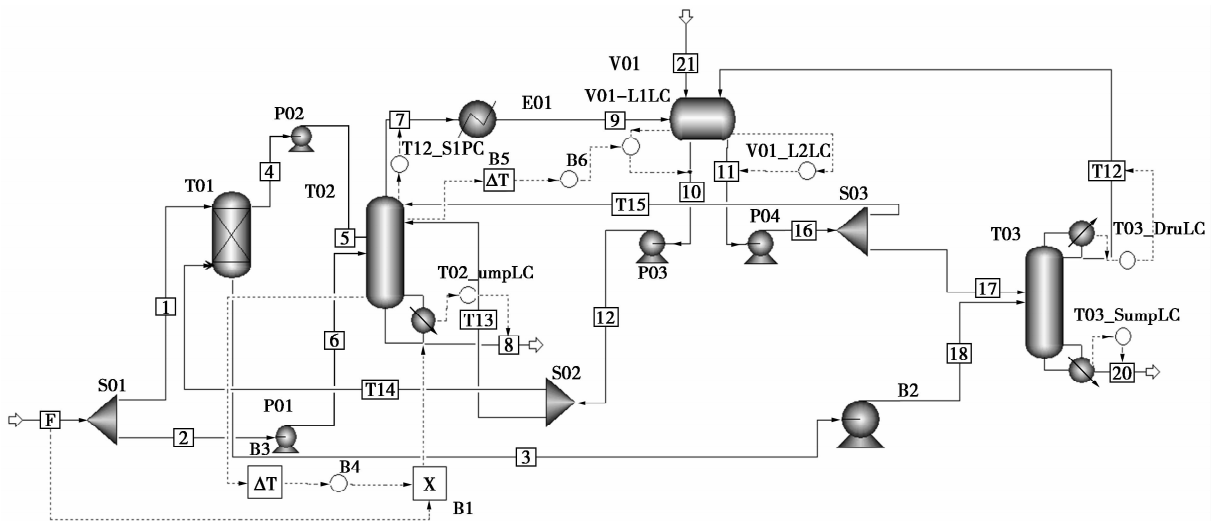 21
V01
V01-L1LC
E01
7
9
P02
T12_S1PC
B5
ΔT
B6
V01_L2LC
4
T01
T02
11
10
T12
S03
T15
5
P04
16
T03
T03_DruLC
P03
T02_umpLC
1
17
T13
12
T03_SumpLC
6
8
18
S01
T14
S02
20
F
P01
B2
2
B3
3
B4
ΔT
X
B1